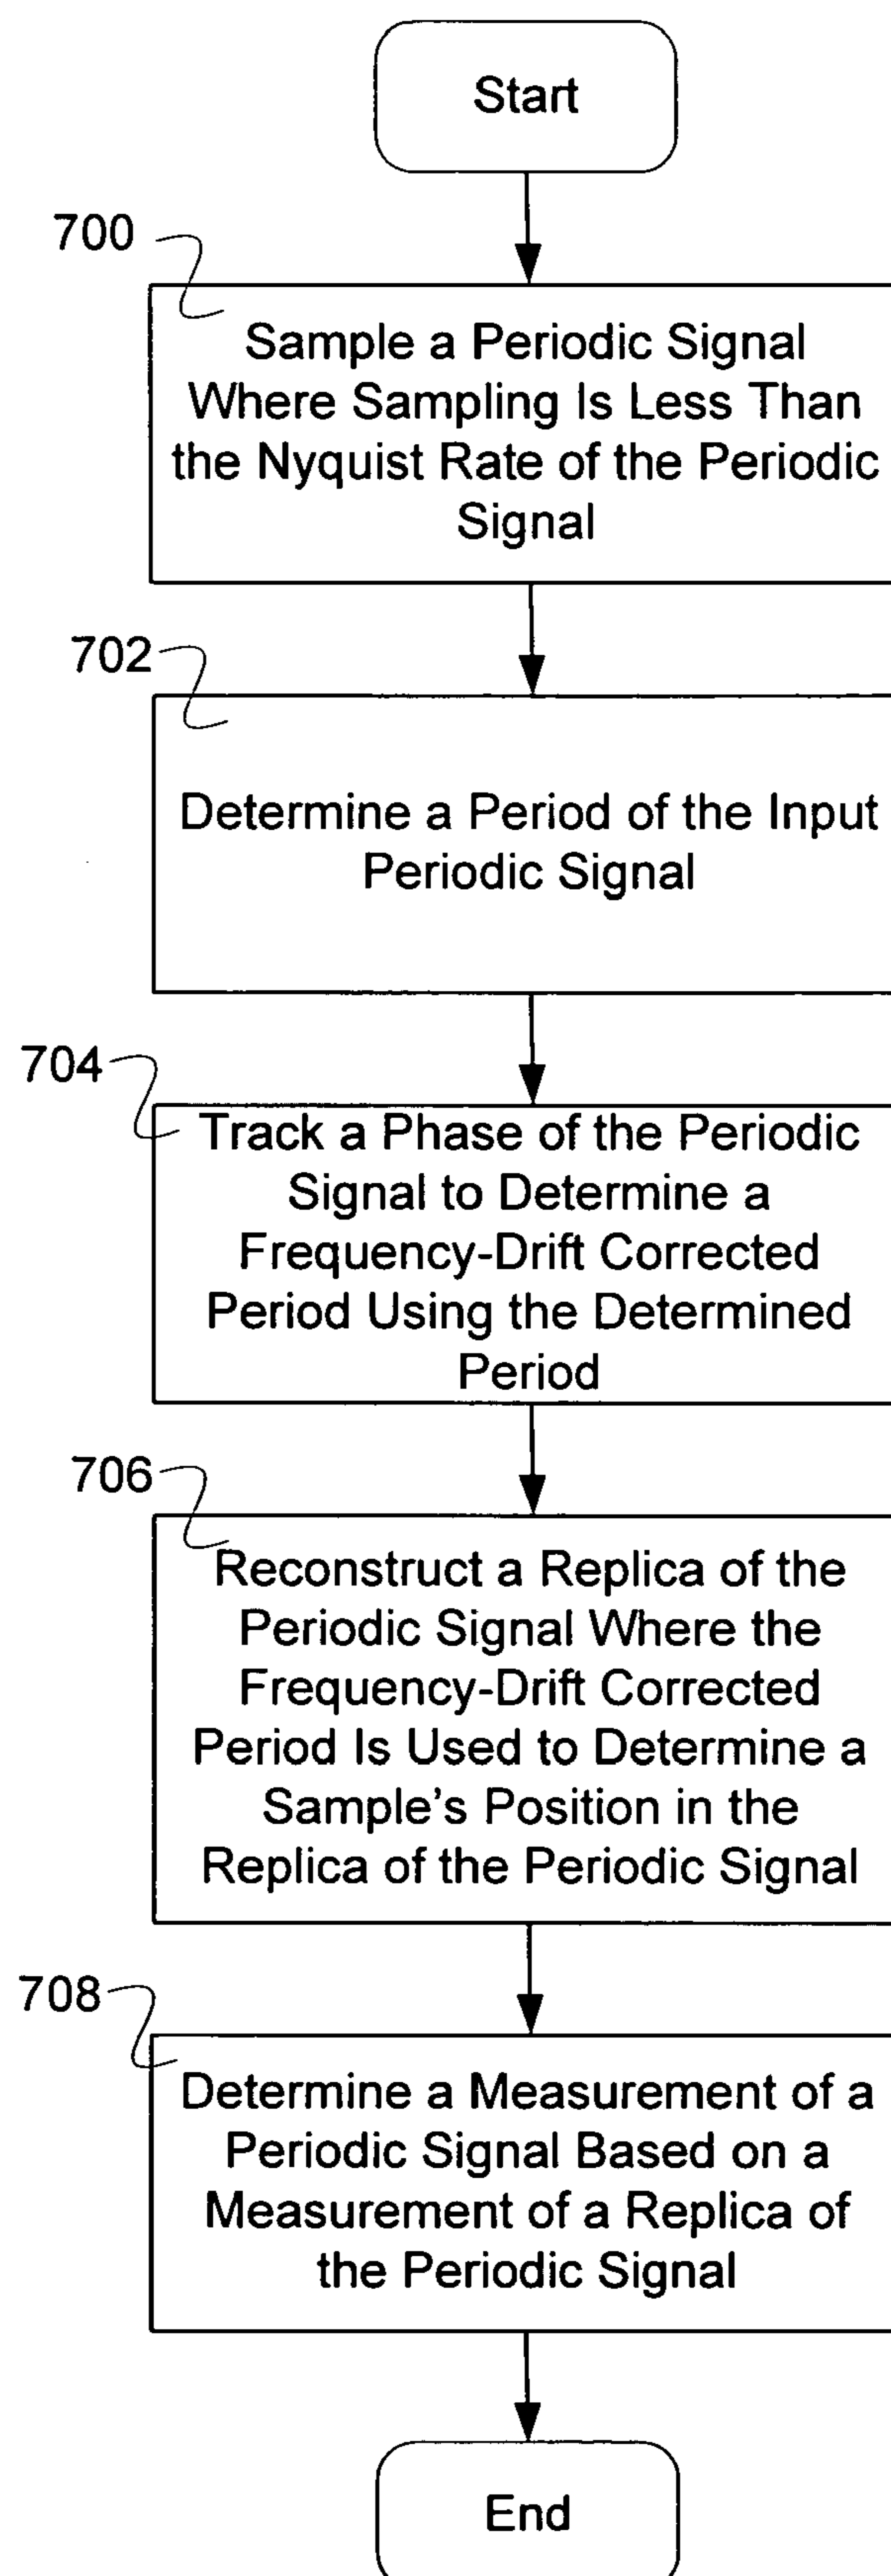 Start
700
Sample a Periodic Signal
Where Sampling Is Less Than
the Nyquist Rate of the Periodic
Signal
702
Determine a Period of the Input
Periodic Signal
704
Track a Phase of the Periodic
Signal to Determine a
Frequency-Drift Corrected
Period Using the Determined
Period
706
Reconstruct a Replica of the
Periodic Signal Where the
Frequency-Drift Corrected
Period Is Used to Determine a
Sample’s Position in the
Replica of the Periodic Signal
708
Determine a Measurement of a
Periodic Signal Based on a
Measurement of a Replica of
the Periodic Signal
End